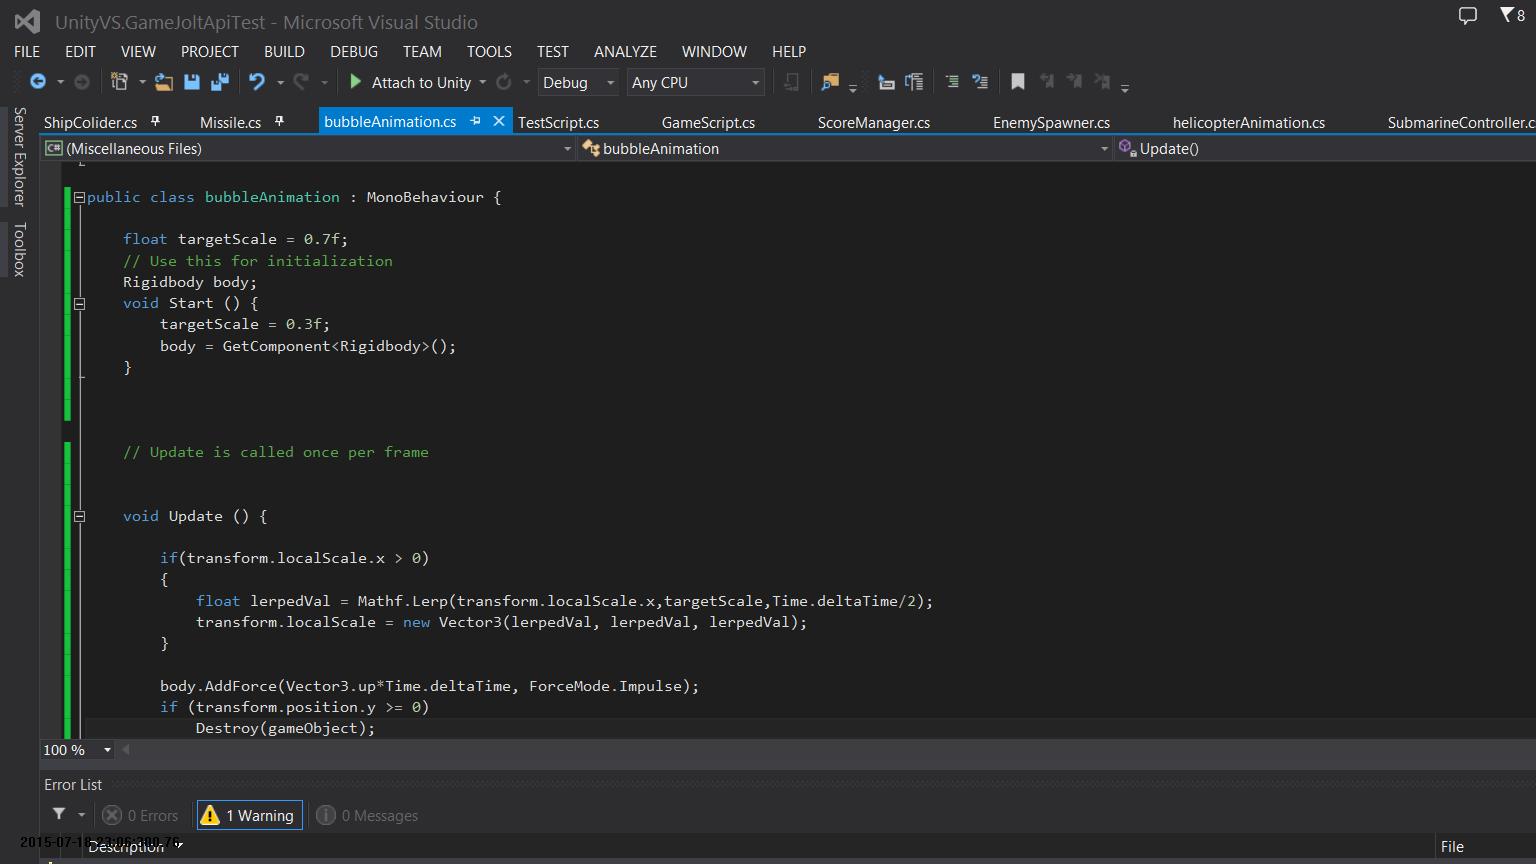 UnityVS.GameJoltApiTest - Microsoft Visual Studio
8
FILE EDIT VIEW PROJECT BUILD DEBUG TEAM TOOLS TEST ANALYZE WINDOW HELP
Attach to Unity Debug Any CPU
Server Explorer
Toolbox
ShipColider.cs Missile.cs bubbleAnimation.cs TestScript.cs GameScript.cs ScoreManager.cs EnemySpawner.cs helicopterAnimation.cs SubmarineController.c
C# (Miscellaneous Files) bubbleAnimation Update()
public class bubbleAnimation : MonoBehaviour {
float targetScale = 0.7f;
// Use this for initialization
Rigidbody body;
void Start () {
targetScale = 0.3f;
body = GetComponent<Rigidbody>();
}
// Update is called once per frame
void Update () {
if(transform.localScale.x > 0)
{
float lerpedVal = Mathf.Lerp(transform.localScale.x,targetScale,Time.deltaTime/2);
transform.localScale = new Vector3(lerpedVal, lerpedVal, lerpedVal);
}
body.AddForce(Vector3.up*Time.deltaTime, ForceMode.Impulse);
if (transform.position.y >= 0)
Destroy(gameObject);
100 %
Error List
0 Errors 1 Warning 0 Messages
Description File